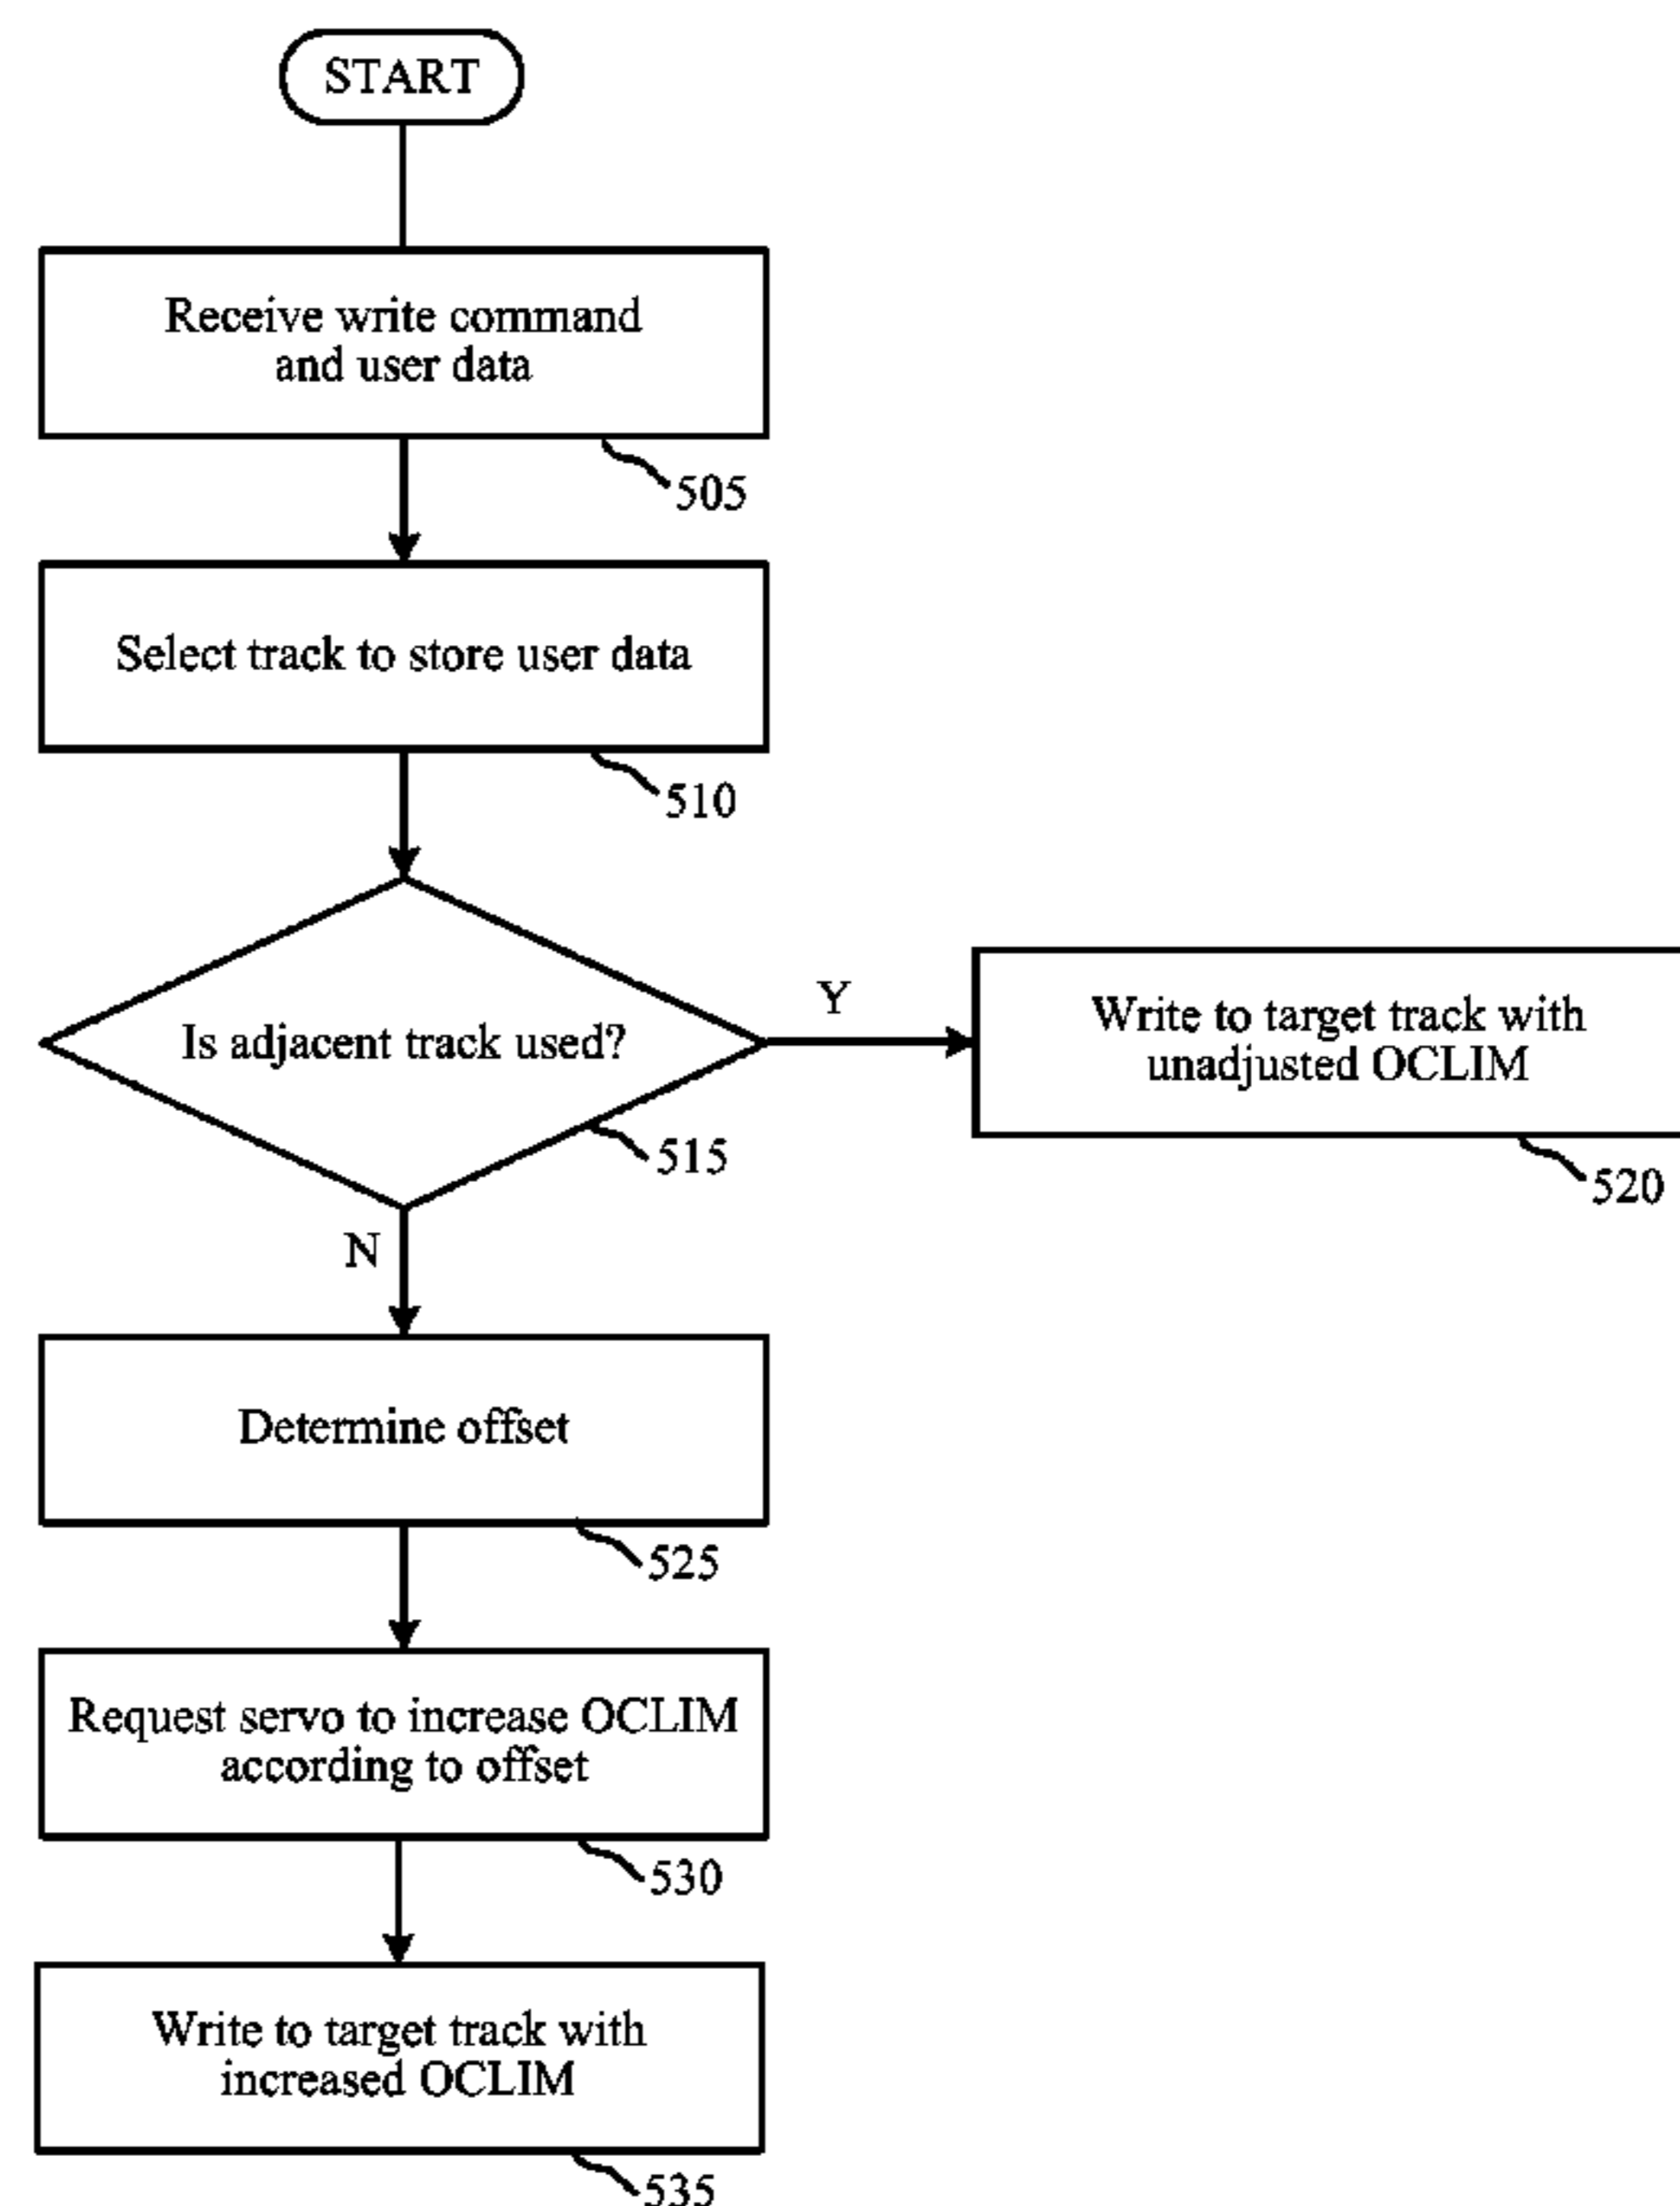 START
Receive write command
and user data
505
Select track to store user data
510
Is adjacent track used?
515
Y
Write to target track with
unadjusted OCLIM
520
N
Determine offset
525
Request servo to increase OCLIM
according to offset
530
Write to target track with
increased OCLIM
535